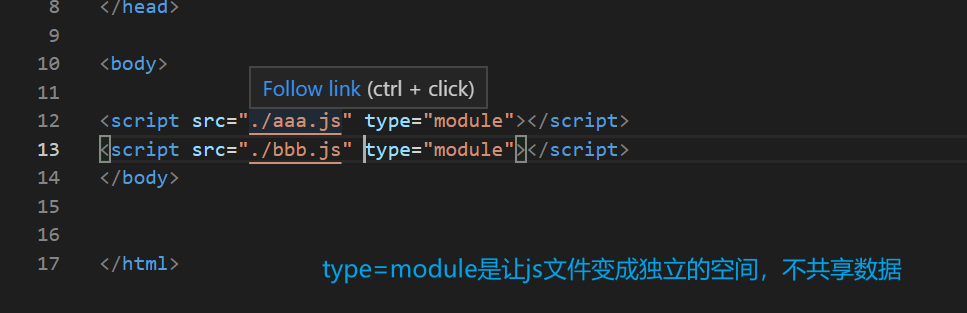 8 </head>
9
10 <body>
11
Follow link (ctrl + click)
12 <script src="./aaa.js" type="module"></script>
13 <script src="./bbb.js" type="module"></script>
14 </body>
15
16
17 </html>
type=module是让js文件变成独立的空间，不共享数据